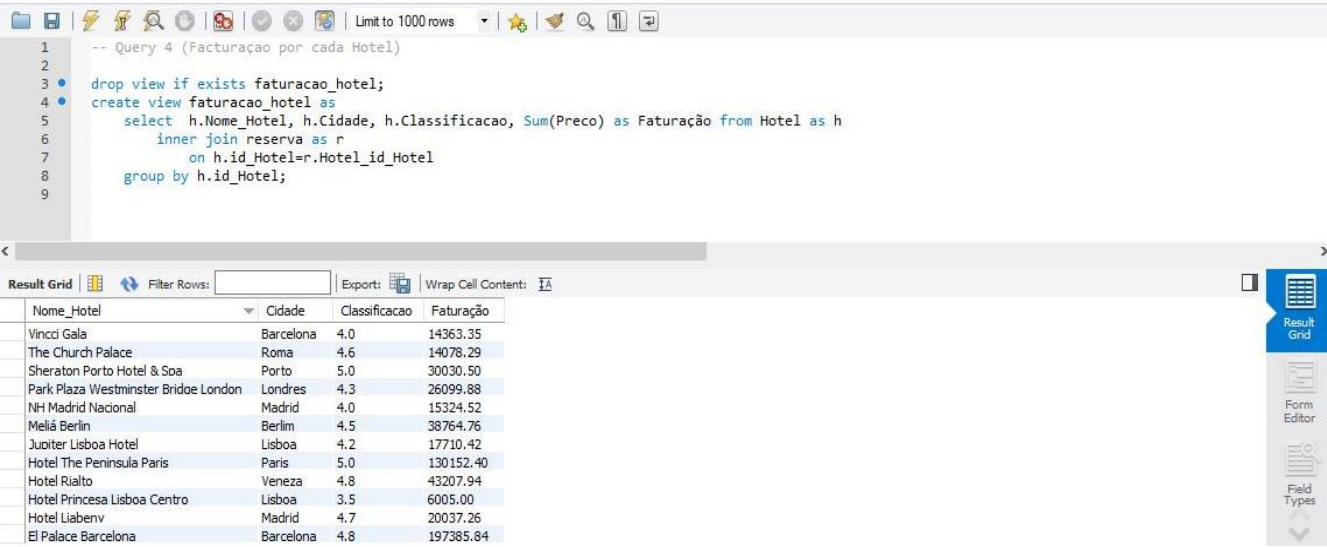 Limit to 1000 rows
1 -- Query 4 (Facturaçao por cada Hotel)
2
3 drop view if exists faturacao_hotel;
4 create view faturacao_hotel as
5 select h.Nome_Hotel, h.Cidade, h.Classificacao, Sum(Preco) as Faturação from Hotel as h
6 inner join reserva as r
7 on h.id_Hotel=r.Hotel_id_Hotel
8 group by h.id_Hotel;
9
Result Grid Filter Rows: Export: Wrap Cell Content:
Nome_Hotel Cidade Classificacao Faturação
Vincci Gala Barcelona 4.0 14363.35
The Church Palace Roma 4.6 14078.29
Sheraton Porto Hotel & Spa Porto 5.0 30030.50
Park Plaza Westminster Bridge London Londres 4.3 26099.88
NH Madrid Nacional Madrid 4.0 15324.52
Meliá Berlin Berlim 4.5 38764.76
Jupiter Lisboa Hotel Lisboa 4.2 17710.42
Hotel The Peninsula Paris Paris 5.0 130152.40
Hotel Rialto Veneza 4.8 43207.94
Hotel Princesa Lisboa Centro Lisboa 3.5 6005.00
Hotel Liabeny Madrid 4.7 20037.26
El Palace Barcelona Barcelona 4.8 197385.84
Result
Grid
Form
Editor
Field
Types